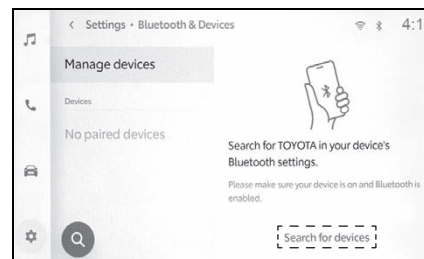 < Settings • Bluetooth & Devices
4:1
Manage devices
Devices
No paired devices
Search for TOYOTA in your device's
Bluetooth settings.
Please make sure your device is on and Bluetooth is
enabled.
Search for devices